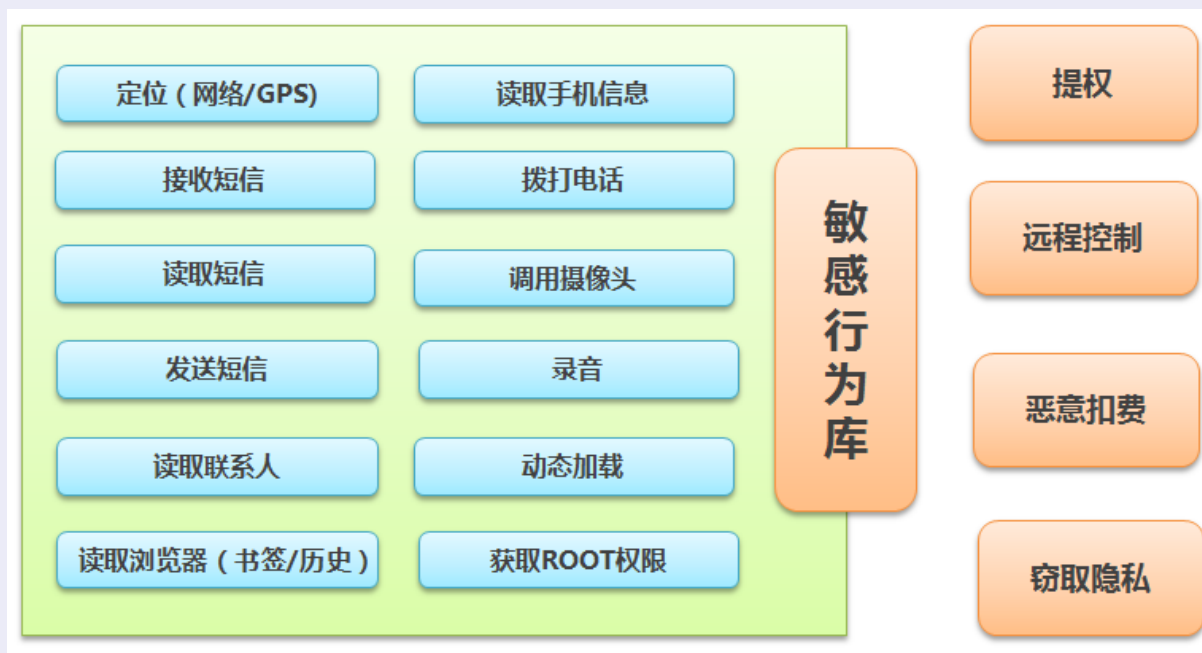 定位（网络/GPS)
读取手机信息
接收短信
拨打电话
读取短信
调用摄像头
发送短信
录音
读取联系人
动态加载
读取浏览器（书签/历史）
获取ROOT权限
敏感行为库
提权
远程控制
恶意扣费
窃取隐私